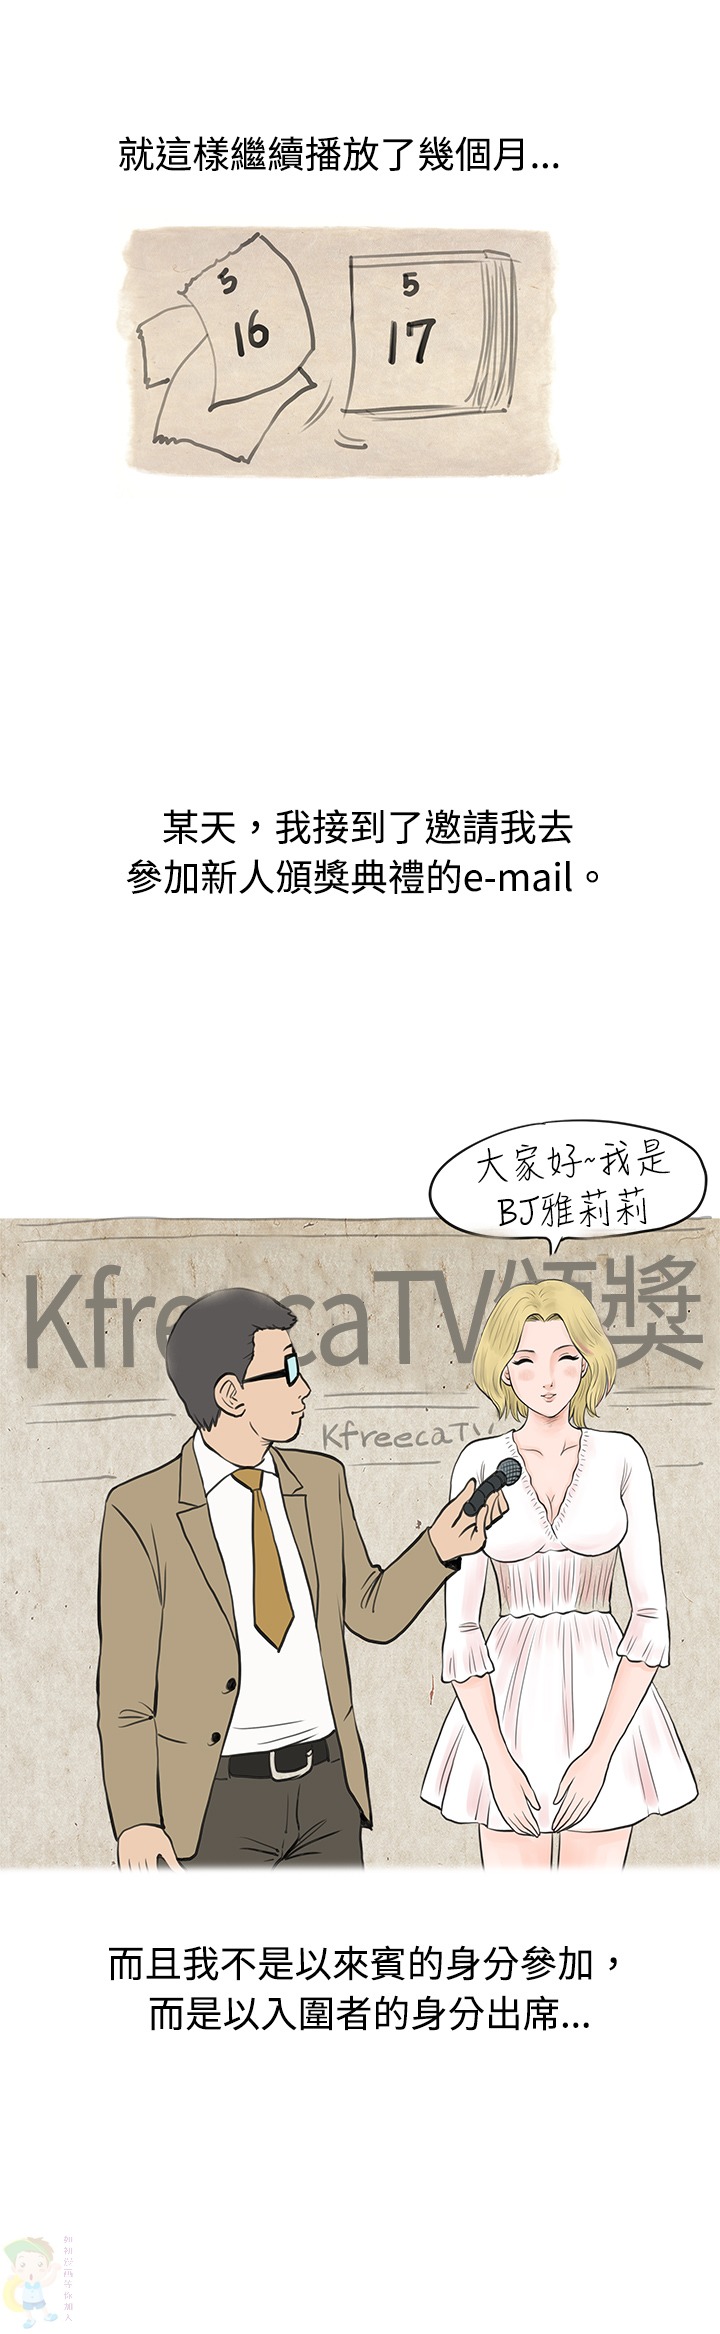 就這樣繼續播放了幾個月...
5
16
5
17
某天，我接到了邀請我去
參加新人頒獎典禮的e-mail。
大家好~我是
BJ雅莉莉
KfreecaTV頒獎
KfreecaTV
而且我不是以來賓的身分參加，
而是以入圍者的身分出席...